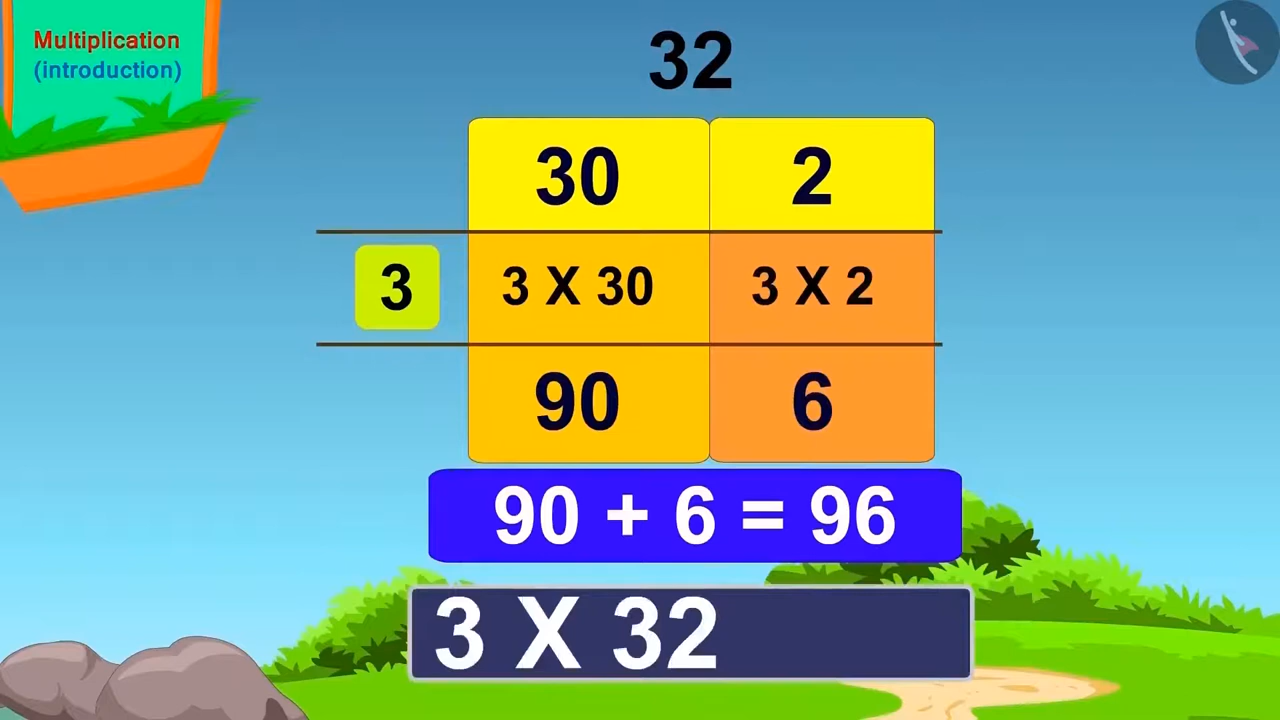 Multiplication
(introduction)
32
30 2
3 3 X 30 3 X 2
90 6
90 + 6 = 96
3 X 32